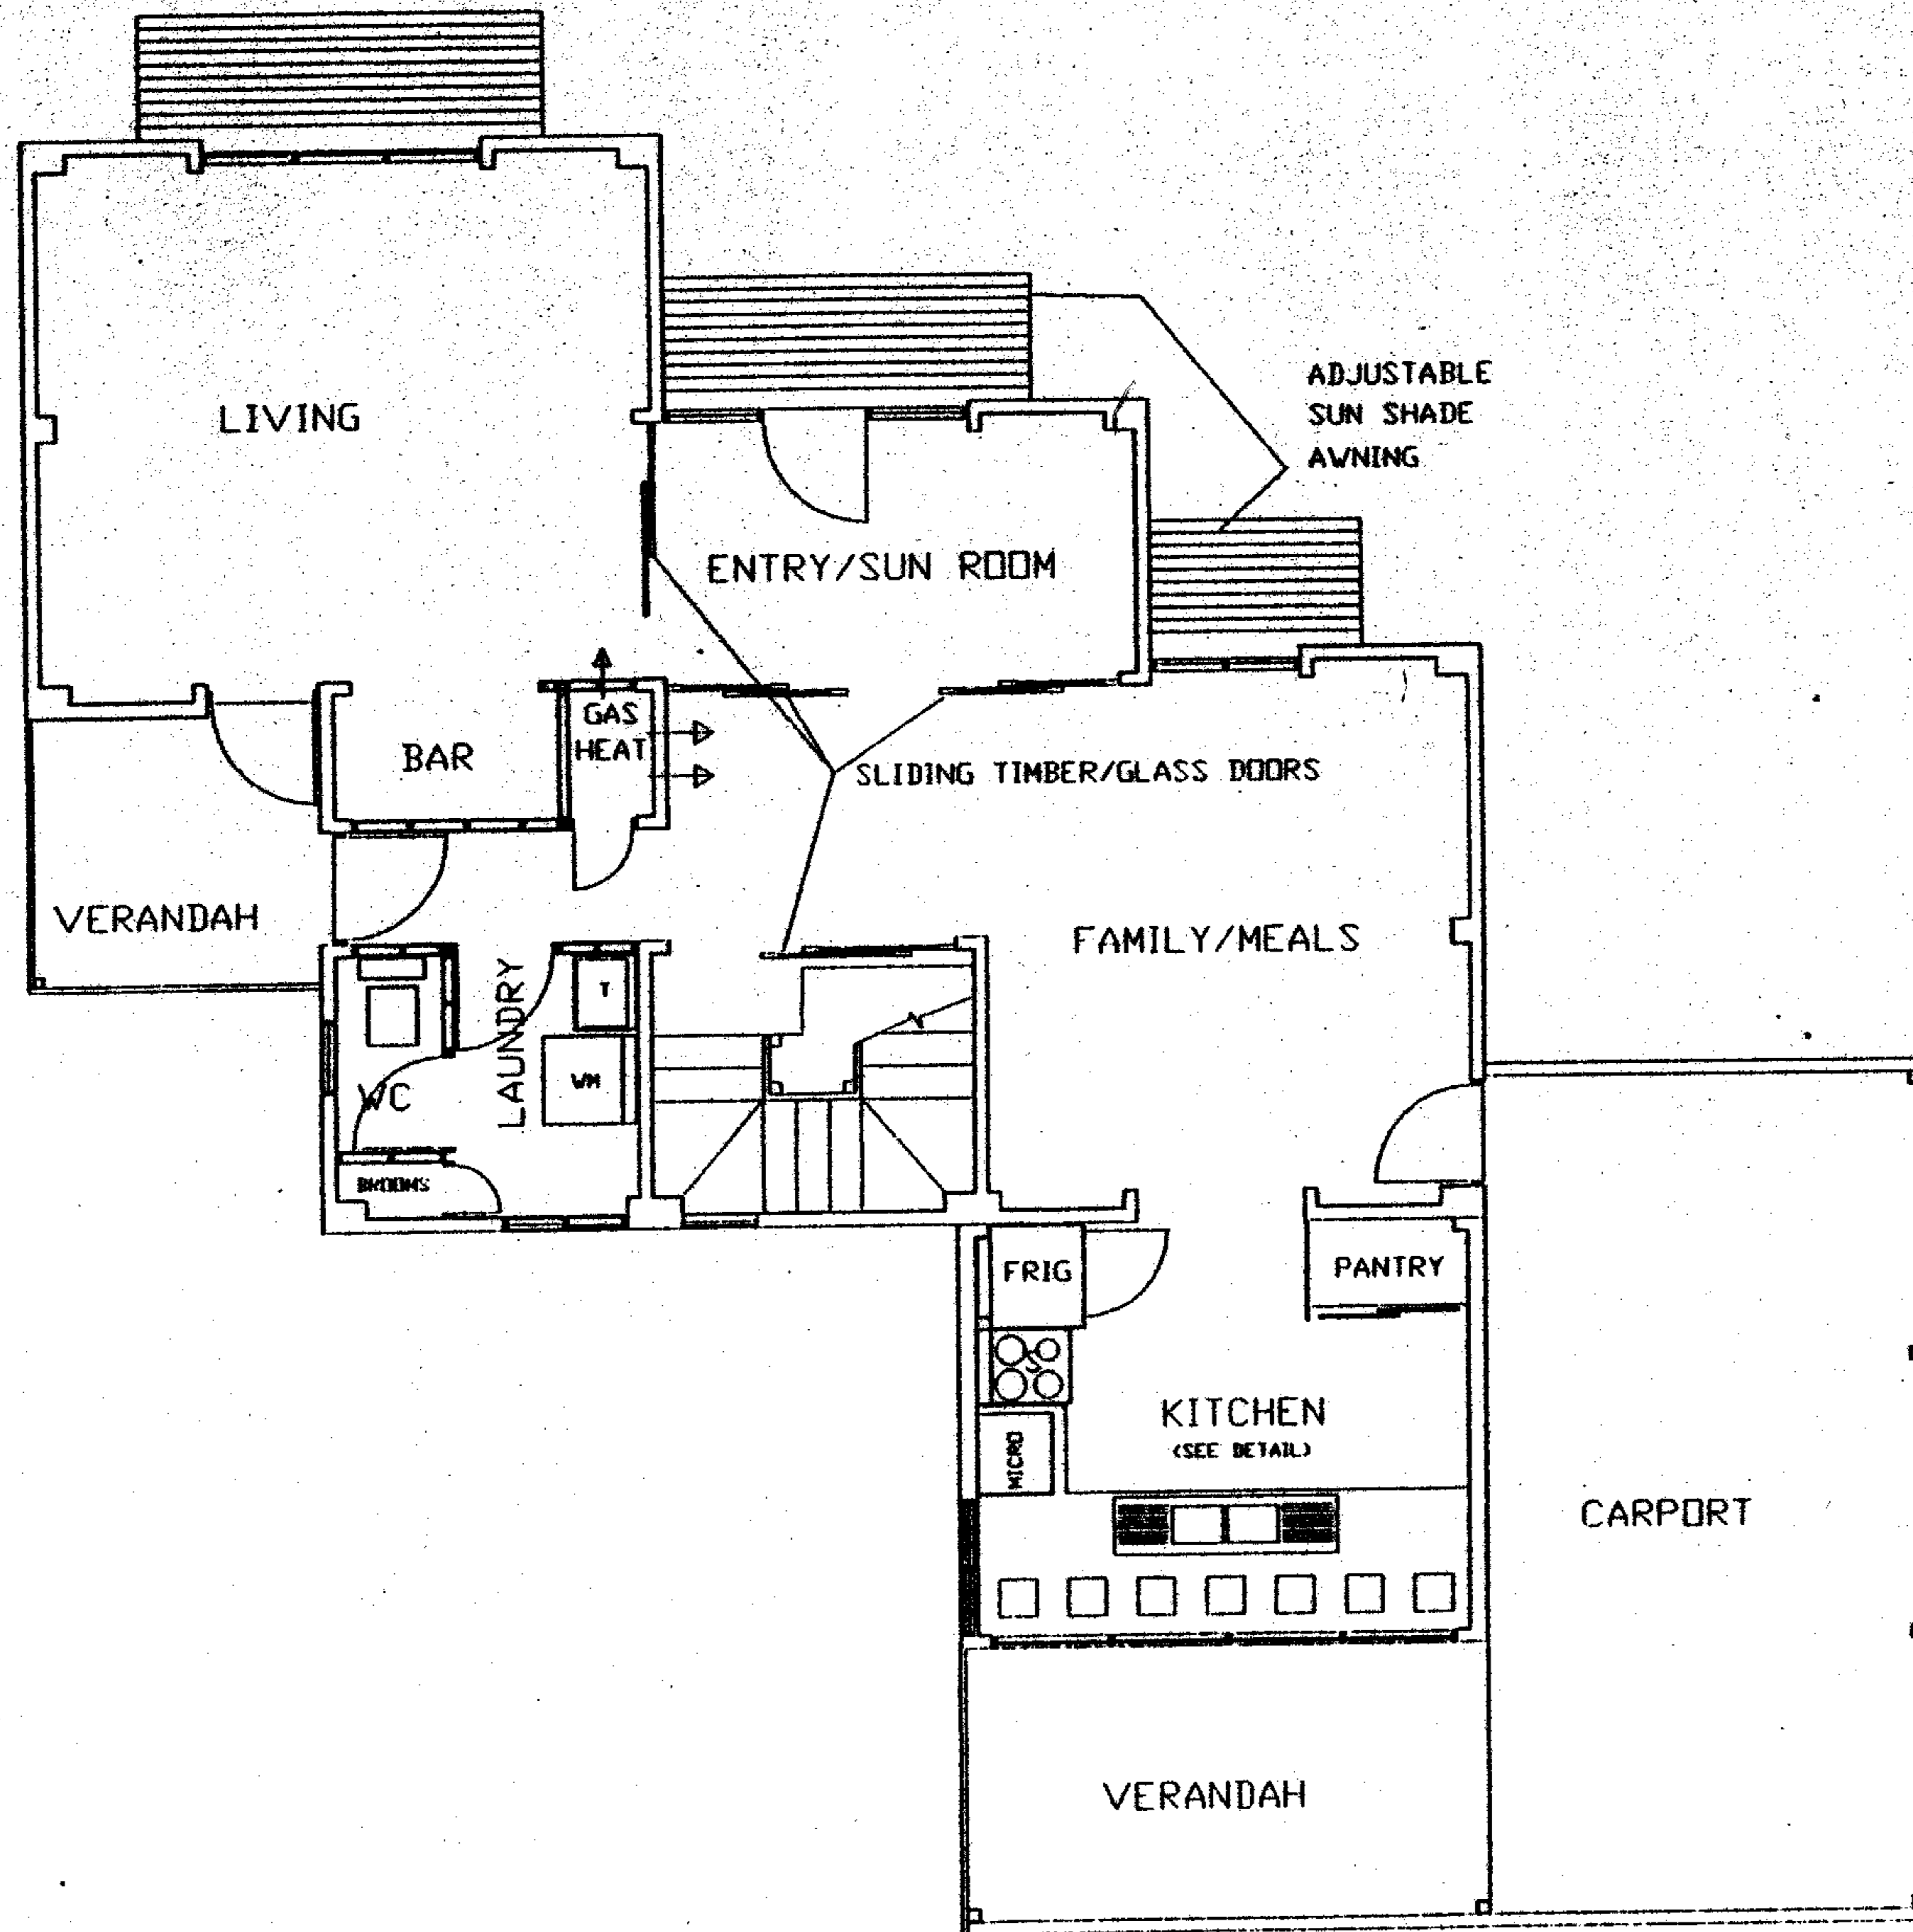 ADJUSTABLE
SUN SHADE
AWNING
LIVING
ENTRY/SUN ROOM
GAS
HEAT
BAR
SLIDING TIMBER/GLASS DOORS
VERANDAH
FAMILY/MEALS
LAUNDRY
T
WM
WC
BROOMS
FRIG
PANTRY
KITCHEN
(SEE DETAIL)
MICRO
CARPORT
VERANDAH